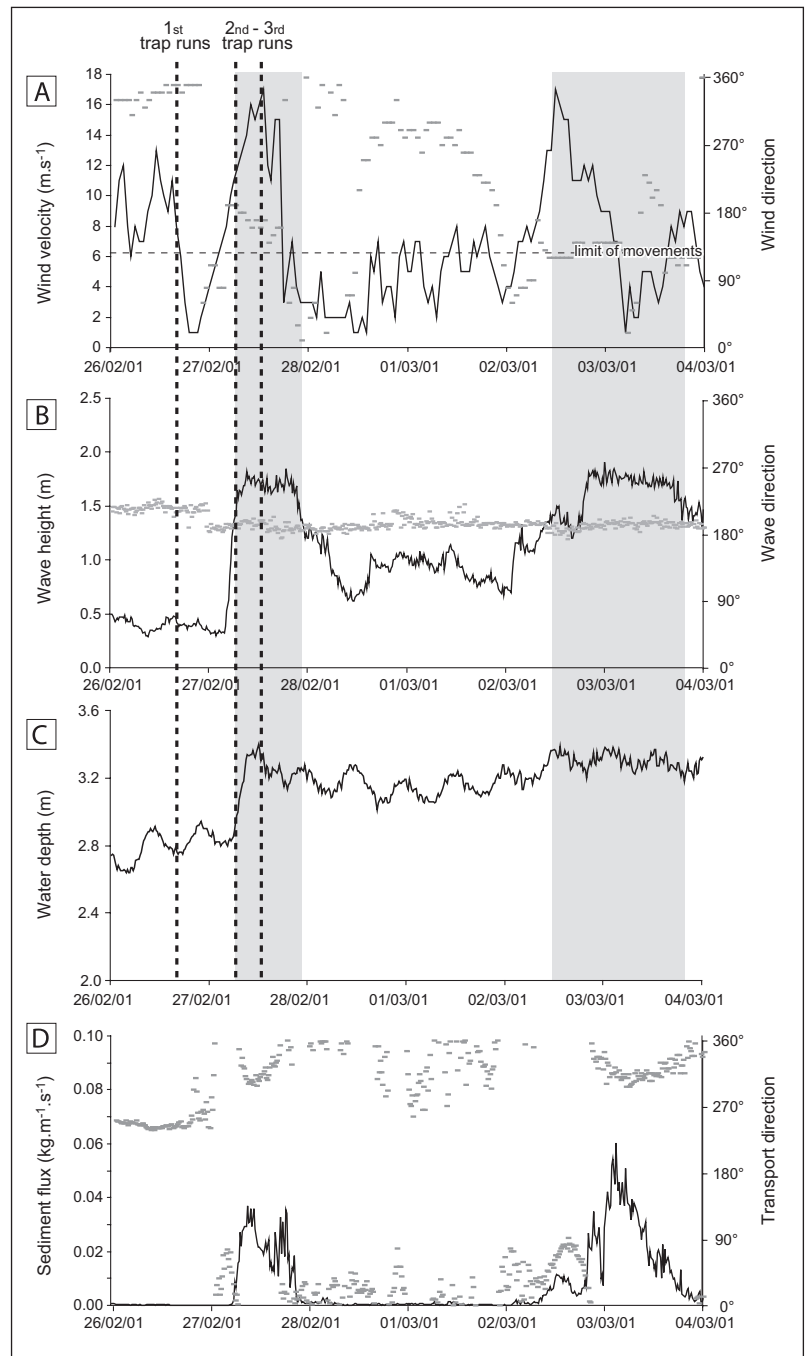 1st trap runs
2nd - 3rd trap runs
A
Wind velocity (m.s-1)
18
16
14
12
10
8
6
4
2
0
limit of movements
360°
270°
180°
90°
0°
Wind direction
26/02/01 27/02/01 28/02/01 01/03/01 02/03/01 03/03/01 04/03/01
B
Wave height (m)
2.5
2.0
1.5
1.0
0.5
0.0
360°
270°
180°
90°
0°
Wave direction
26/02/01 27/02/01 28/02/01 01/03/01 02/03/01 03/03/01 04/03/01
C
Water depth (m)
3.6
3.2
2.8
2.4
2.0
26/02/01 27/02/01 28/02/01 01/03/01 02/03/01 03/03/01 04/03/01
D
Sediment flux (kg.m-1.s-1)
0.10
0.08
0.06
0.04
0.02
0.00
360°
270°
180°
90°
0°
Transport direction
26/02/01 27/02/01 28/02/01 01/03/01 02/03/01 03/03/01 04/03/01